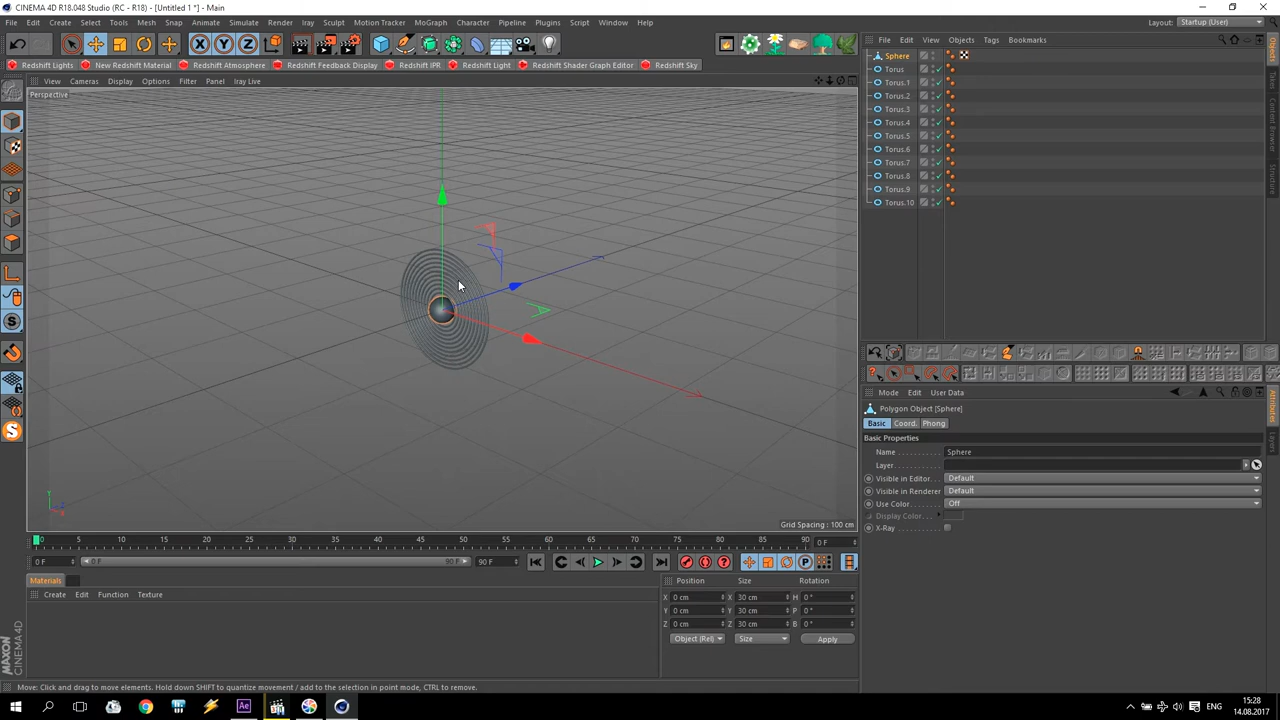 CINEMA 4D R18.048 Studio (RC - R18) - [Untitled 1 *] - Main
File Edit Create Select Tools Mesh Snap Animate Simulate Render Iray Sculpt Motion Tracker MoGraph Character Pipeline Plugins Script Window Help Layout: Startup (User)
Redshift Lights New Redshift Material Redshift Atmosphere Redshift Feedback Display Redshift IPR Redshift Light Redshift Shader Graph Editor Redshift Sky
View Cameras Display Options Filter Panel Iray Live
Perspective
Grid Spacing : 100 cm
File Edit View Objects Tags Bookmarks
Sphere
Torus
Torus.1
Torus.2
Torus.3
Torus.4
Torus.5
Torus.6
Torus.7
Torus.8
Torus.9
Torus.10
Objects
Takes
Content Browser
Structure
Mode Edit User Data
Polygon Object [Sphere]
Basic Coord. Phong
Basic Properties
Name Sphere
Layer
Visible in Editor Default
Visible in Renderer Default
Use Color Off
Display Color
X-Ray
Attributes
Layers
0 5 10 15 20 25 30 35 40 45 50 55 60 65 70 75 80 85 90 0 F
0 F 0 F 90 F 90 F
Materials
Create Edit Function Texture
Position Size Rotation
X 0 cm X 30 cm H 0 °
Y 0 cm Y 30 cm P 0 °
Z 0 cm Z 30 cm B 0 °
Object (Rel) Size Apply
MAXON
CINEMA 4D
Move: Click and drag to move elements. Hold down SHIFT to quantize movement / add to the selection in point mode, CTRL to remove.
ENG
15:28
14.08.2017